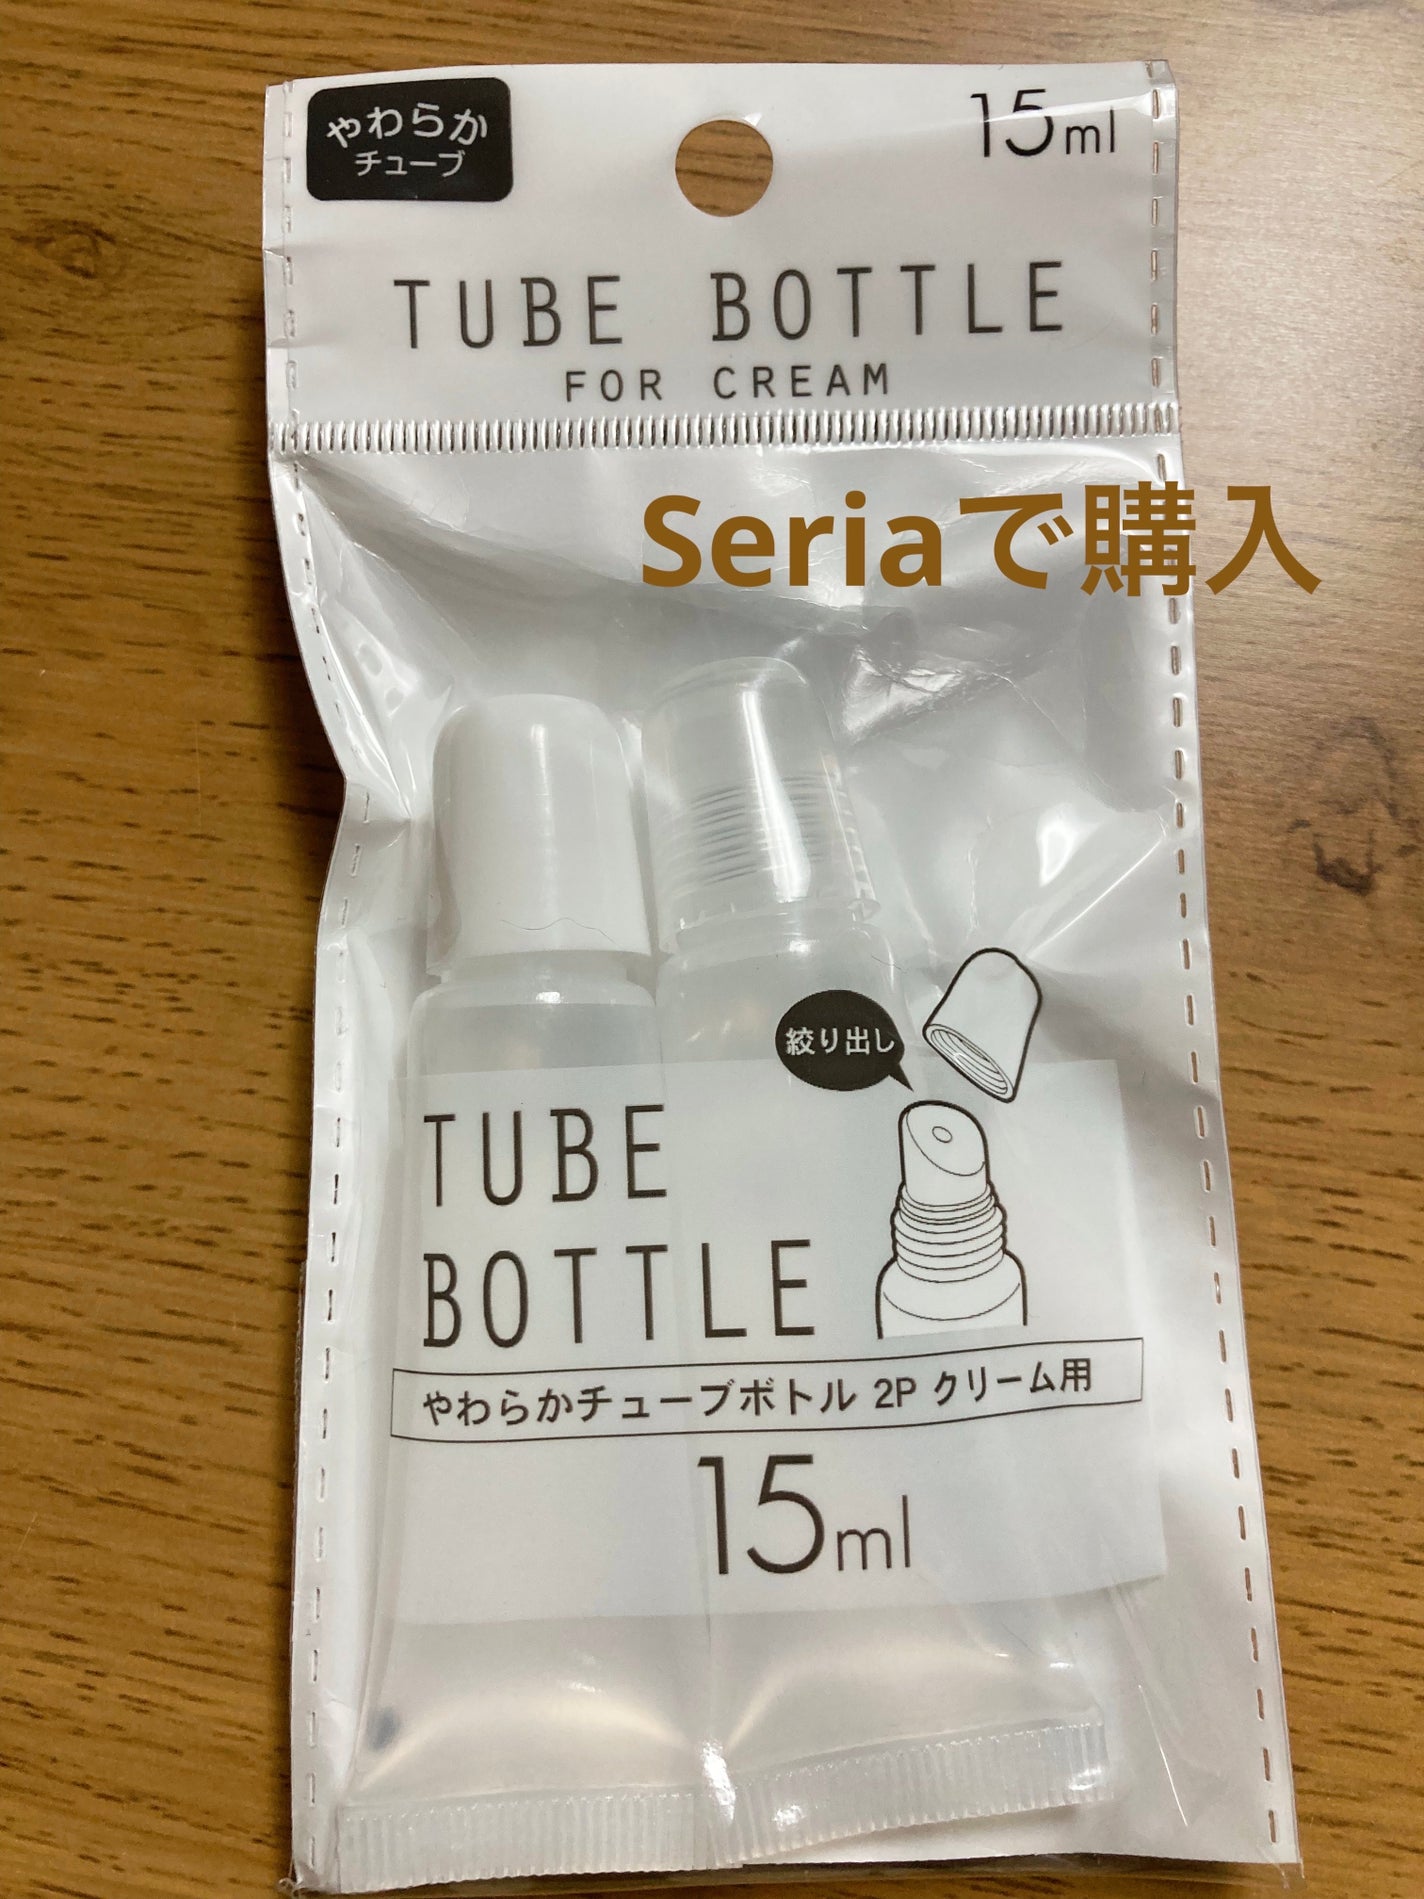 やわらか
チューブ
15ml
TUBE BOTTLE
FOR CREAM
Seriaで購入
絞り出し
TUBE
BOTTLE
やわらかチューブボトル 2P クリーム用
15ml